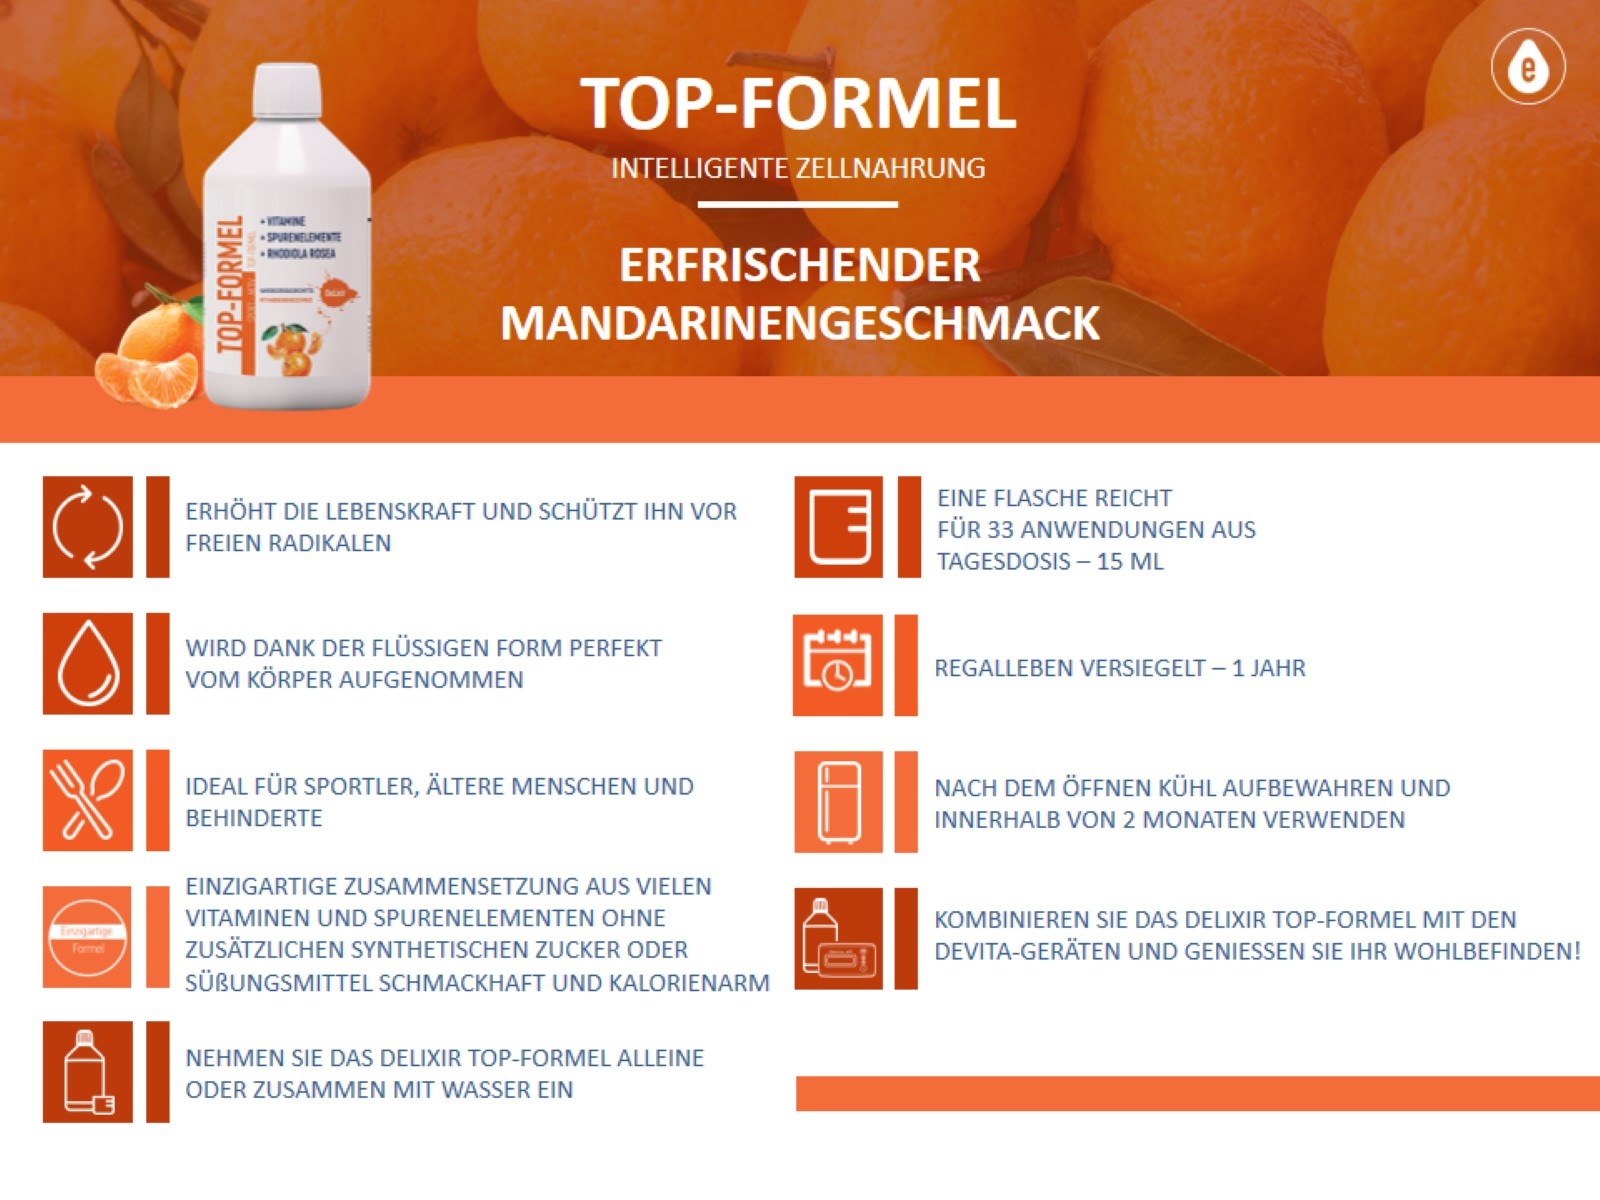 TOP-FORMEL
INTELLIGENTE ZELLNAHRUNG
ERFRISCHENDER
MANDARINENGESCHMACK
e
TOP-FORMEL
+ VITAMINE
+ SPURENELEMENTE
+ RHODIOLA ROSEA
DeLixir
ERHÖHT DIE LEBENSKRAFT UND SCHÜTZT IHN VOR
FREIEN RADIKALEN
WIRD DANK DER FLÜSSIGEN FORM PERFEKT
VOM KÖRPER AUFGENOMMEN
IDEAL FÜR SPORTLER, ÄLTERE MENSCHEN UND
BEHINDERTE
Einzigartige
Formel
EINZIGARTIGE ZUSAMMENSETZUNG AUS VIELEN
VITAMINEN UND SPURENELEMENTEN OHNE
ZUSÄTZLICHEN SYNTHETISCHEN ZUCKER ODER
SÜßUNGSMITTEL SCHMACKHAFT UND KALORIENARM
NEHMEN SIE DAS DELIXIR TOP-FORMEL ALLEINE
ODER ZUSAMMEN MIT WASSER EIN
EINE FLASCHE REICHT
FÜR 33 ANWENDUNGEN AUS
TAGESDOSIS – 15 ML
REGALLEBEN VERSIEGELT – 1 JAHR
NACH DEM ÖFFNEN KÜHL AUFBEWAHREN UND
INNERHALB VON 2 MONATEN VERWENDEN
KOMBINIEREN SIE DAS DELIXIR TOP-FORMEL MIT DEN
DEVITA-GERÄTEN UND GENIESSEN SIE IHR WOHLBEFINDEN!